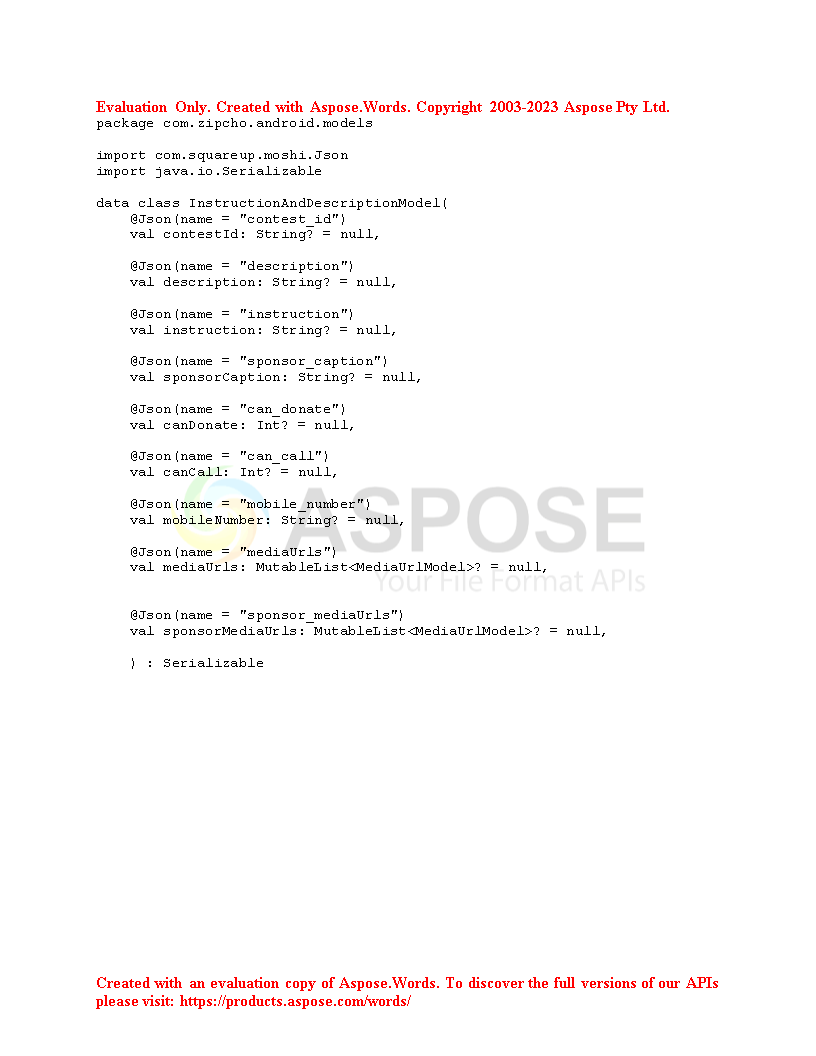 Evaluation Only. Created with Aspose.Words. Copyright 2003-2023 Aspose Pty Ltd.
package com.zipcho.android.models

import com.squareup.moshi.Json
import java.io.Serializable

data class InstructionAndDescriptionModel(
    @Json(name = "contest_id")
    val contestId: String? = null,

    @Json(name = "description")
    val description: String? = null,

    @Json(name = "instruction")
    val instruction: String? = null,

    @Json(name = "sponsor_caption")
    val sponsorCaption: String? = null,

    @Json(name = "can_donate")
    val canDonate: Int? = null,

    @Json(name = "can_call")
    val canCall: Int? = null,

    @Json(name = "mobile_number")
    val mobileNumber: String? = null,
ASPOSE

    @Json(name = "mediaUrls")
    val mediaUrls: MutableList<MediaUrlModel>? = null,
Your File Format APIs

    @Json(name = "sponsor_mediaUrls")
    val sponsorMediaUrls: MutableList<MediaUrlModel>? = null,

    ) : Serializable
Created with an evaluation copy of Aspose.Words. To discover the full versions of our APIs
please visit: https://products.aspose.com/words/